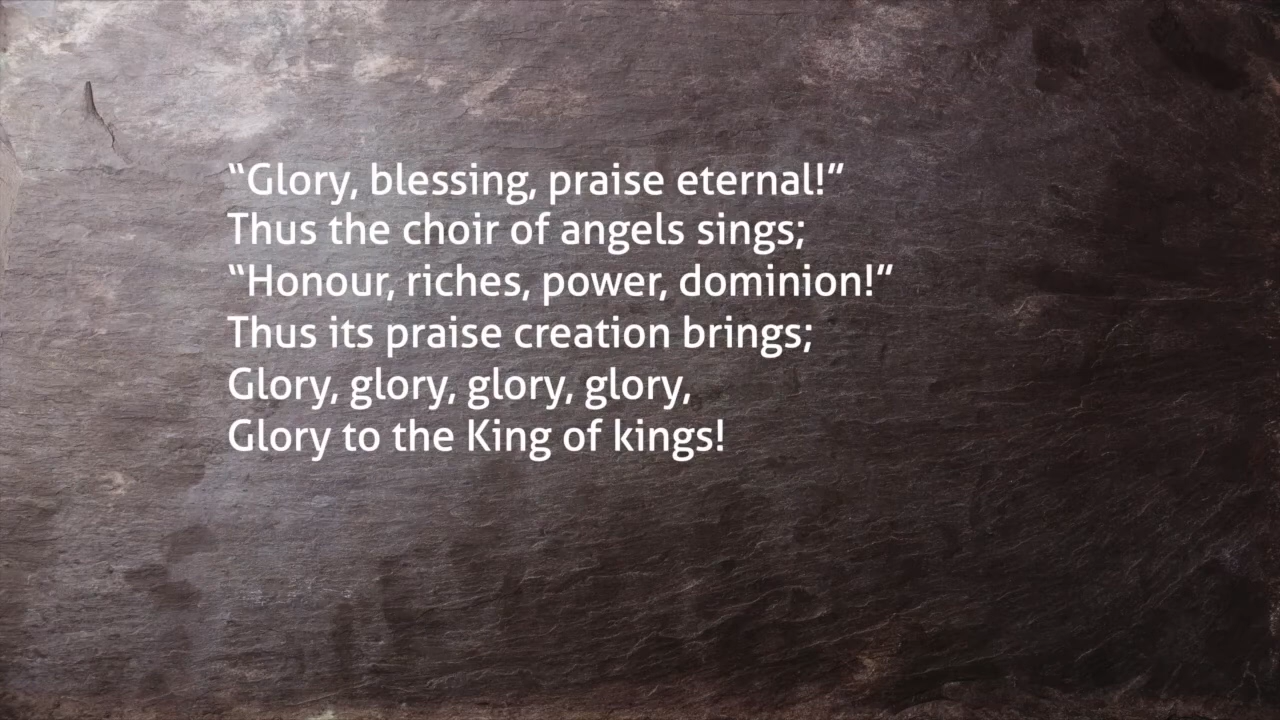 “Glory, blessing, praise eternal!”
Thus the choir of angels sings;
“Honour, riches, power, dominion!”
Thus its praise creation brings;
Glory, glory, glory, glory,
Glory to the King of kings!